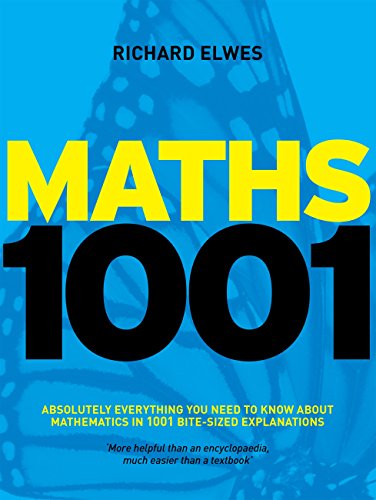 RICHARD ELWES
MATHS
1001
ABSOLUTELY EVERYTHING YOU NEED TO KNOW ABOUT
MATHEMATICS IN 1001 BITE-SIZED EXPLANATIONS
'More helpful than an encyclopaedia,
much easier than a textbook'